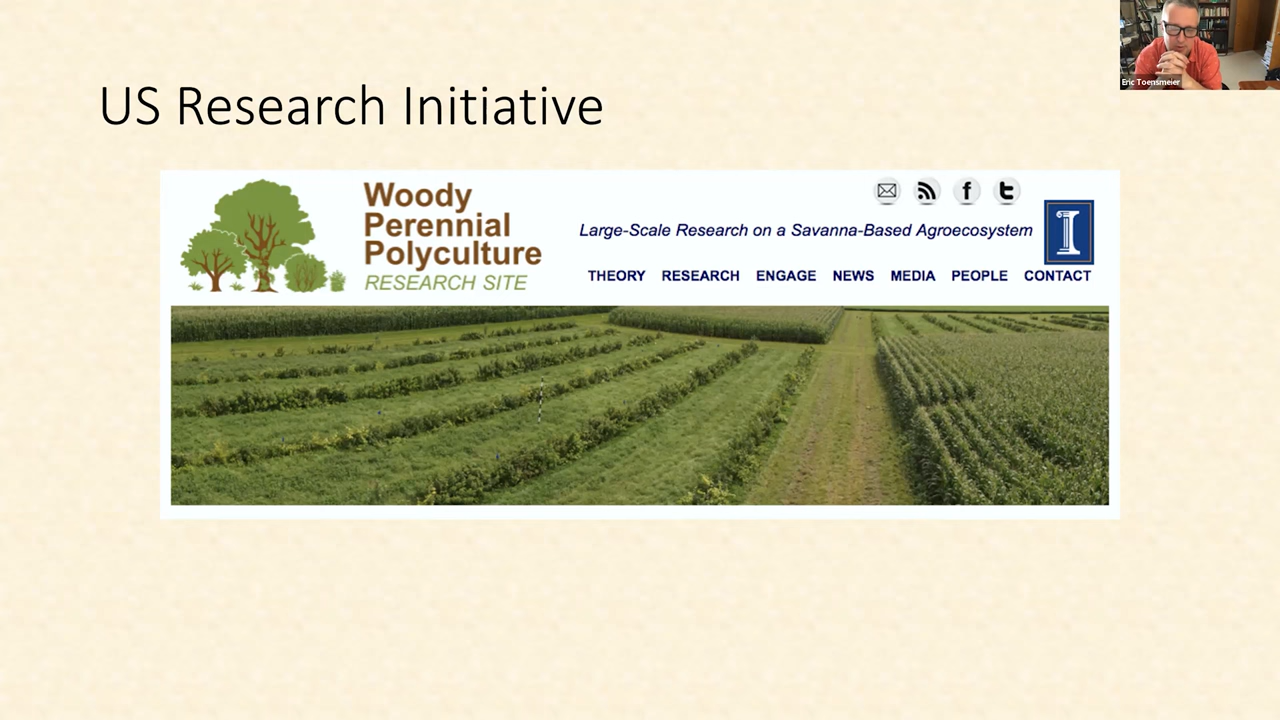 US Research Initiative
Eric Toensmeier
Woody
Perennial
Polyculture
RESEARCH SITE
Large-Scale Research on a Savanna-Based Agroecosystem
I
THEORY RESEARCH ENGAGE NEWS MEDIA PEOPLE CONTACT